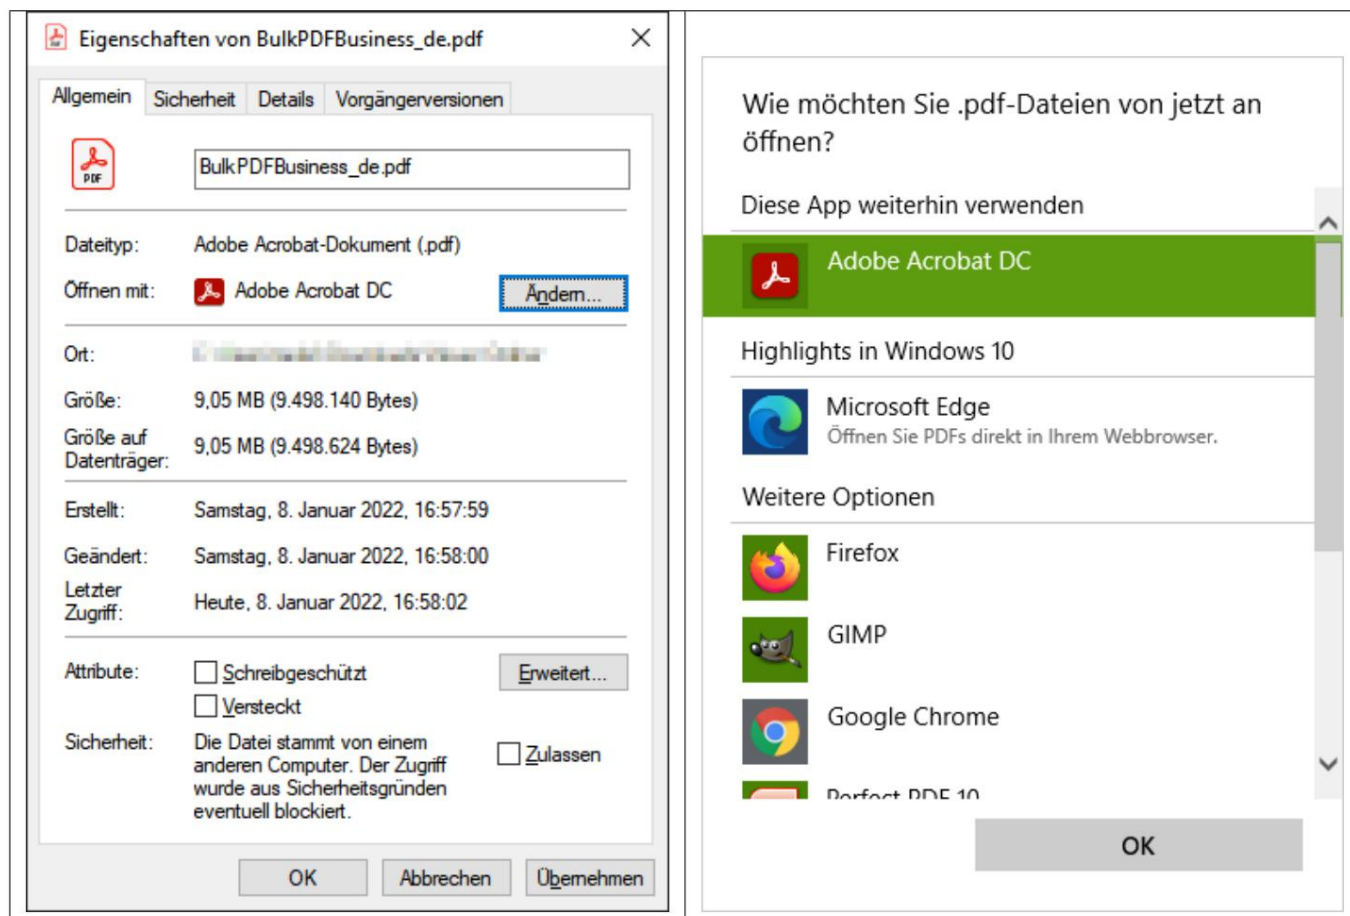 Eigenschaften von BulkPDFBusiness_de.pdf
Allgemein Sicherheit Details Vorgängerversionen
PDF
BulkPDFBusiness_de.pdf
Dateityp: Adobe Acrobat-Dokument (.pdf)
Öffnen mit: Adobe Acrobat DC Ändern...
Ort:
Größe: 9,05 MB (9.498.140 Bytes)
Größe auf
Datenträger: 9,05 MB (9.498.624 Bytes)
Erstellt: Samstag, 8. Januar 2022, 16:57:59
Geändert: Samstag, 8. Januar 2022, 16:58:00
Letzter
Zugriff: Heute, 8. Januar 2022, 16:58:02
Attribute: Schreibgeschützt Erweitert...
Versteckt
Sicherheit: Die Datei stammt von einem
anderen Computer. Der Zugriff
wurde aus Sicherheitsgründen
eventuell blockiert.
Zulassen
OK Abbrechen Übernehmen
Wie möchten Sie .pdf-Dateien von jetzt an
öffnen?
Diese App weiterhin verwenden
Adobe Acrobat DC
Highlights in Windows 10
Microsoft Edge
Öffnen Sie PDFs direkt in Ihrem Webbrowser.
Weitere Optionen
Firefox
GIMP
Google Chrome
Perfect PDF 10
OK